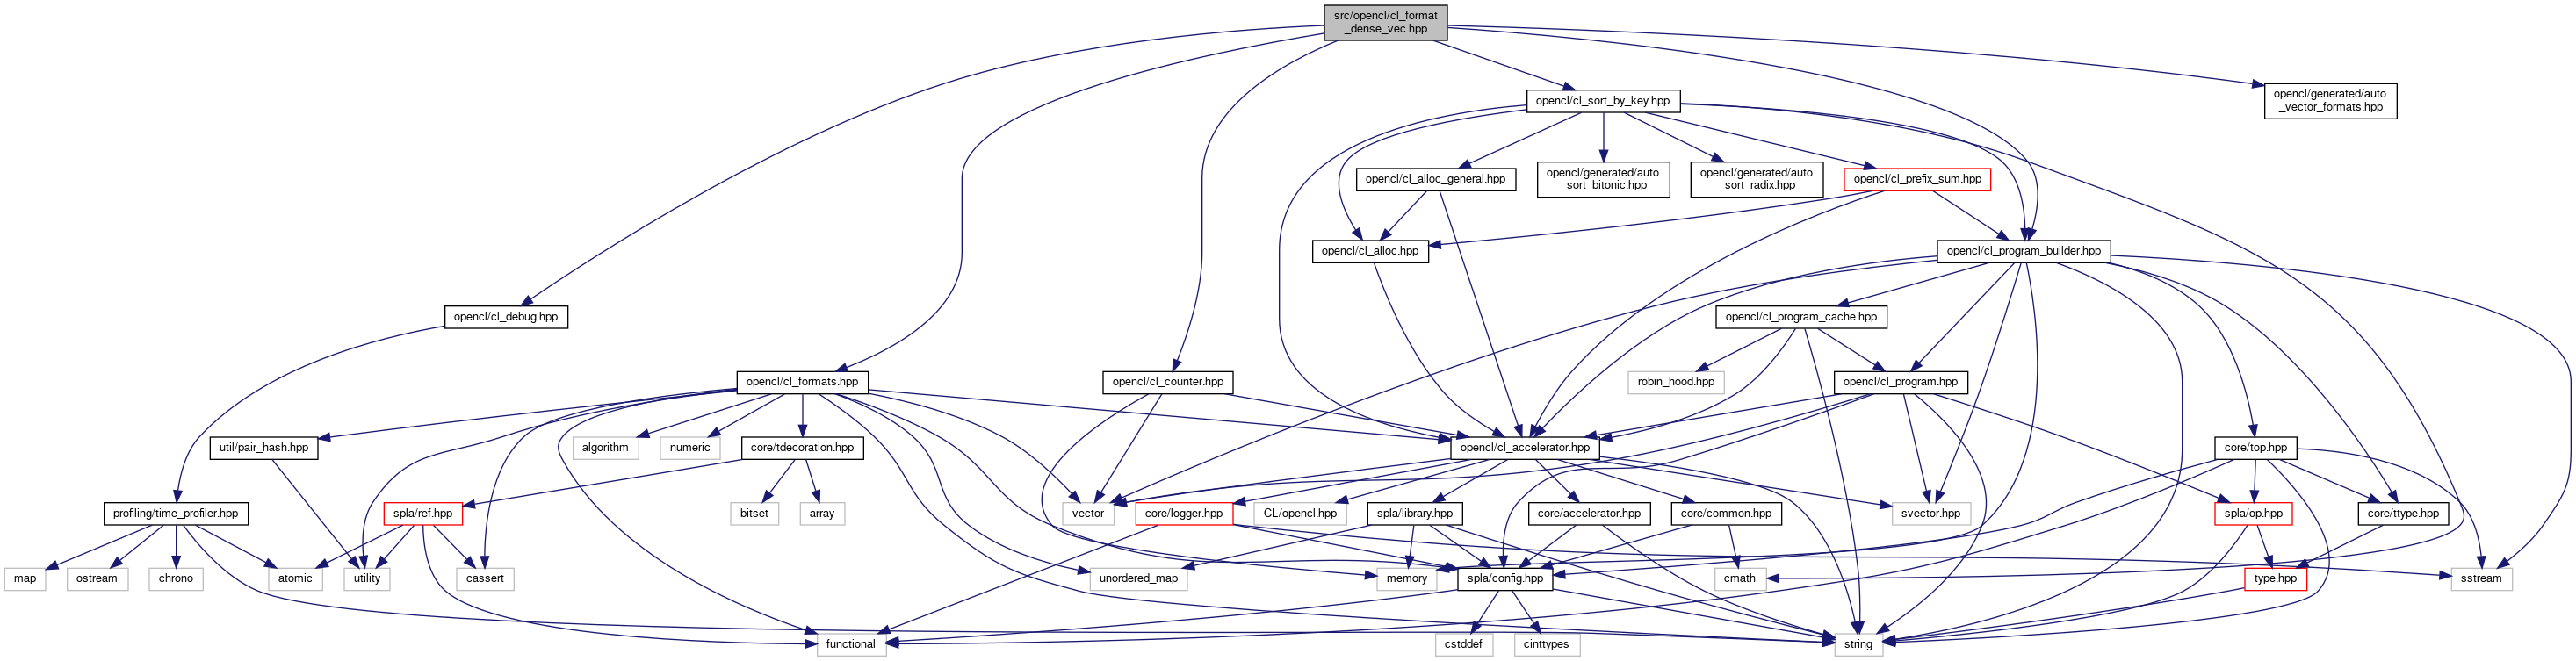 src/opencl/cl_format
_dense_vec.hpp
opencl/cl_sort_by_key.hpp
opencl/generated/auto
_vector_formats.hpp
opencl/cl_alloc_general.hpp
opencl/generated/auto
_sort_bitonic.hpp
opencl/generated/auto
_sort_radix.hpp
opencl/cl_prefix_sum.hpp
opencl/cl_alloc.hpp
opencl/cl_program_builder.hpp
opencl/cl_debug.hpp
opencl/cl_program_cache.hpp
opencl/cl_formats.hpp
opencl/cl_counter.hpp
robin_hood.hpp
opencl/cl_program.hpp
util/pair_hash.hpp
algorithm
numeric
core/tdecoration.hpp
opencl/cl_accelerator.hpp
core/top.hpp
profiling/time_profiler.hpp
spla/ref.hpp
bitset
array
vector
core/logger.hpp
CL/opencl.hpp
spla/library.hpp
core/accelerator.hpp
core/common.hpp
svector.hpp
spla/op.hpp
core/ttype.hpp
map
ostream
chrono
atomic
utility
cassert
unordered_map
memory
spla/config.hpp
cmath
type.hpp
sstream
functional
cstddef
cinttypes
string